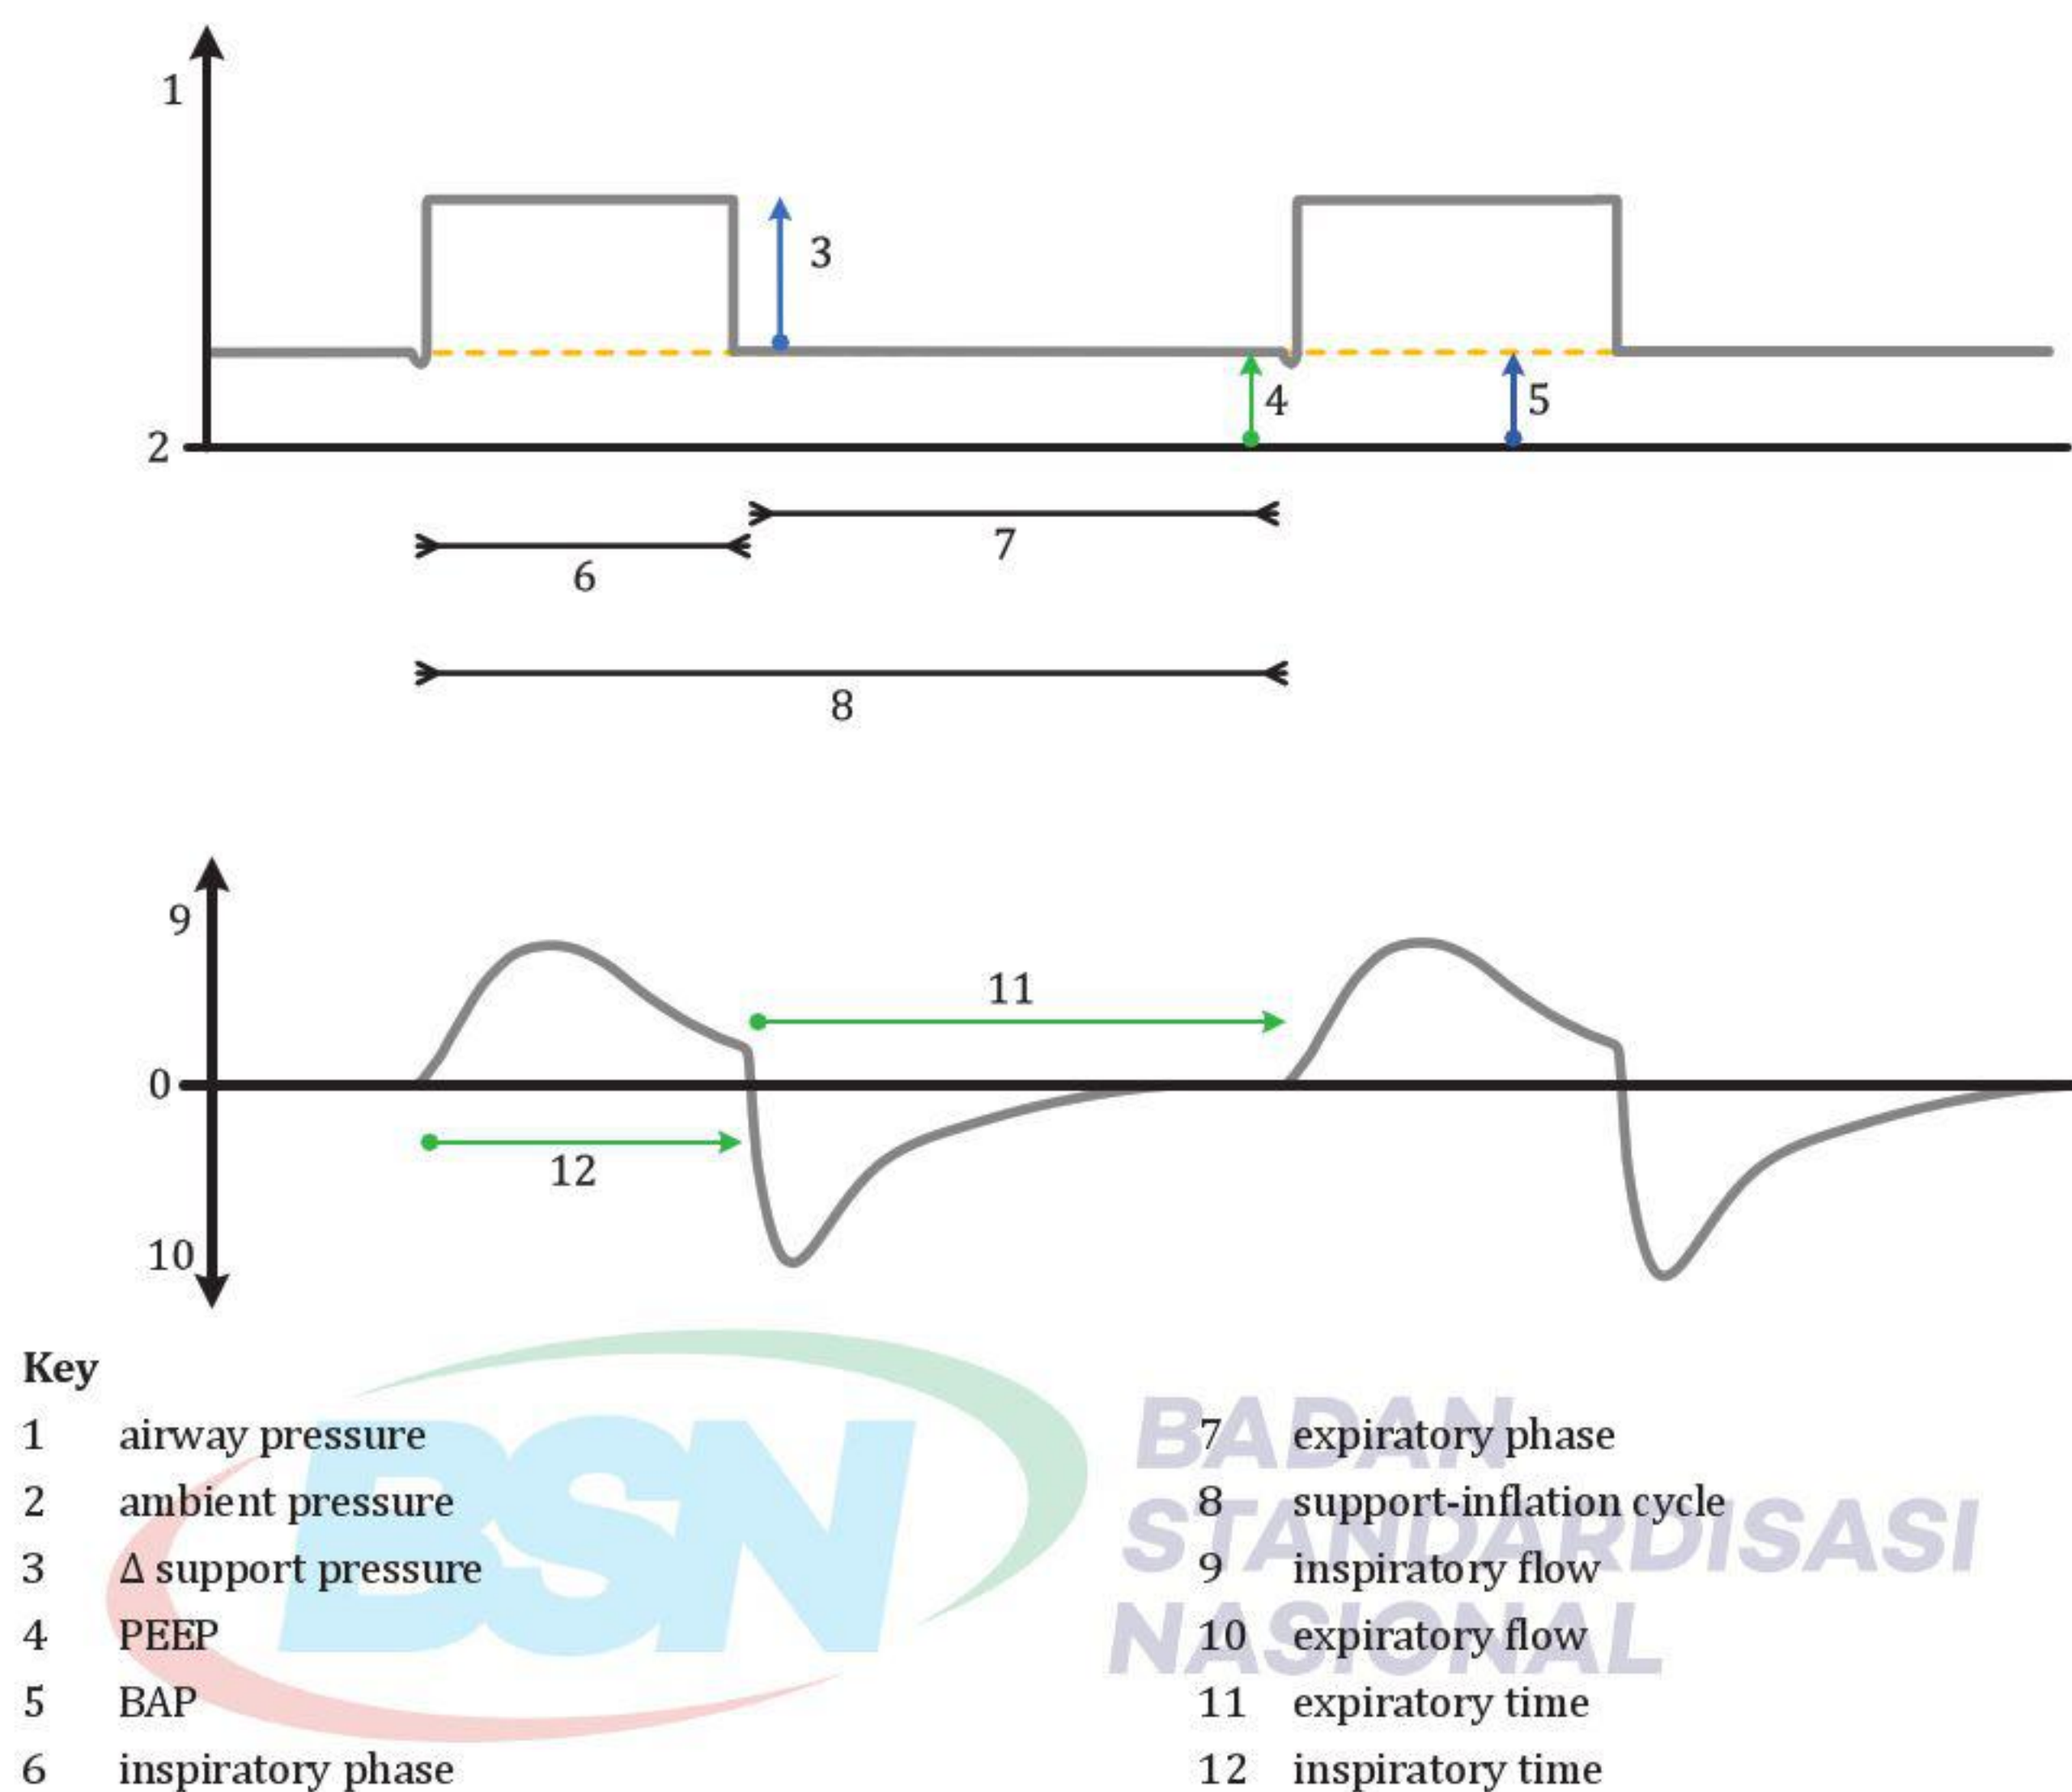 1
3
4
5
2
7
6
8
9
11
0
12
10
Key
1 airway pressure
2 ambient pressure
3 Δ support pressure
4 PEEP
5 BAP
6 inspiratory phase
7 expiratory phase
8 support-inflation cycle
9 inspiratory flow
10 expiratory flow
11 expiratory time
12 inspiratory time
BSN
BADAN
STANDARDISASI
NASIONAL